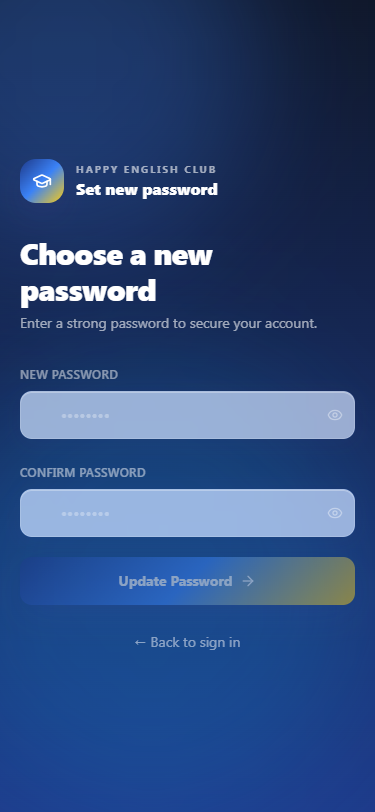 HAPPY ENGLISH CLUB
Set new password
Choose a new
password
Enter a strong password to secure your account.
NEW PASSWORD
••••••••
CONFIRM PASSWORD
••••••••
Update Password →
← Back to sign in